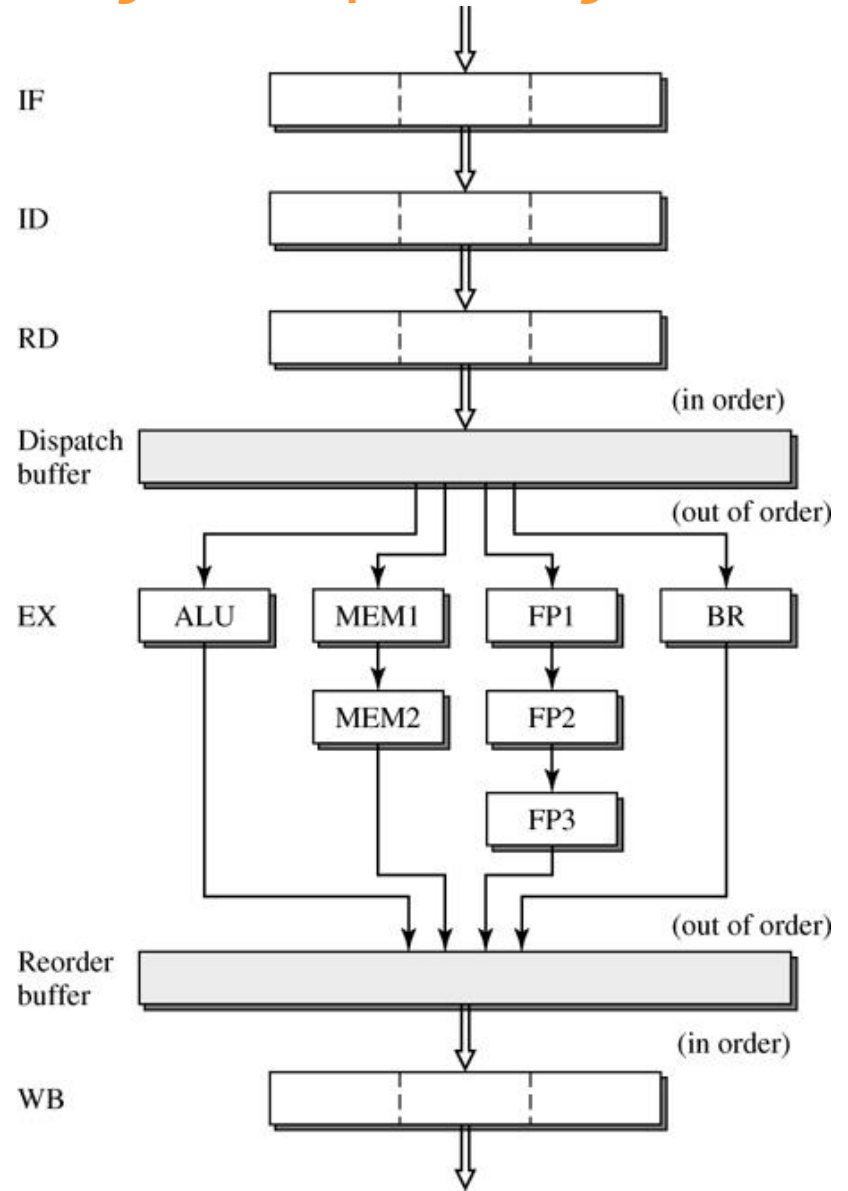 IF
ID
RD
(in order)
Dispatch
buffer
(out of order)
EX
ALU
MEM1
FP1
BR
MEM2
FP2
FP3
(out of order)
Reorder
buffer
(in order)
WB